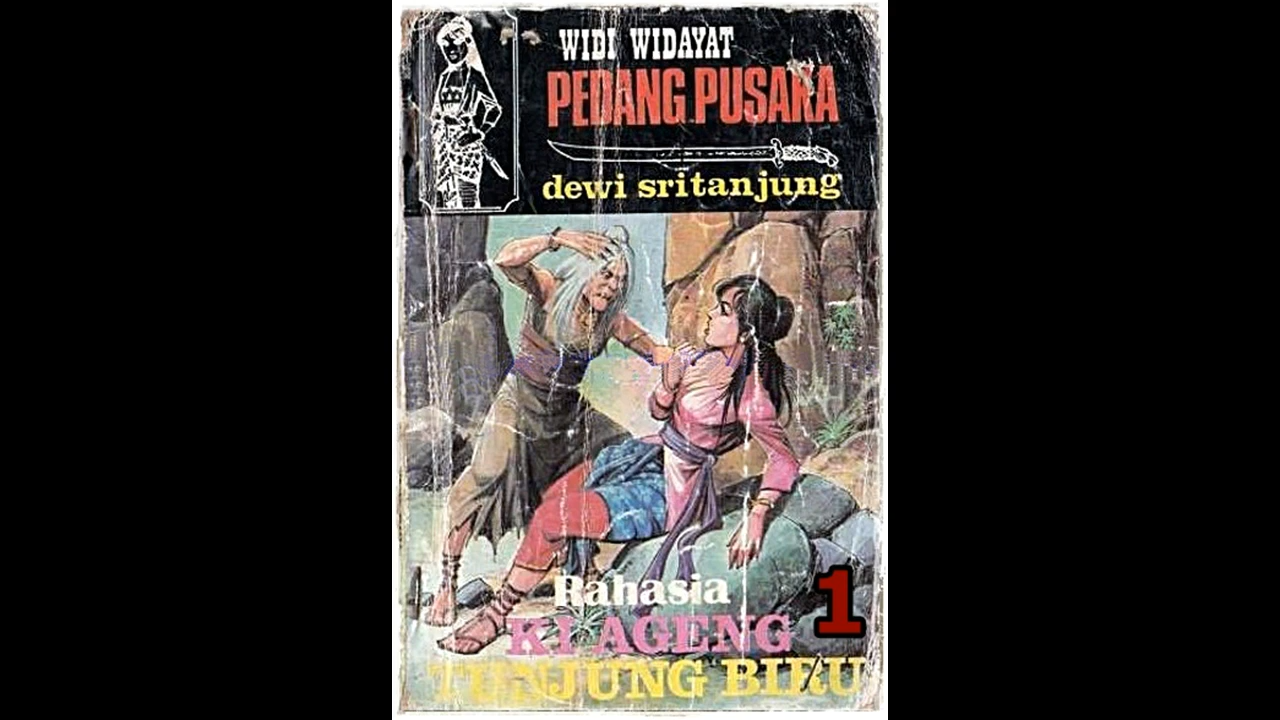 WIDI WIDAYAT
PEDANG PUSAKA
dewi sritanjung
Rahasia
1
KI AGENG
TUNJUNG BIRU